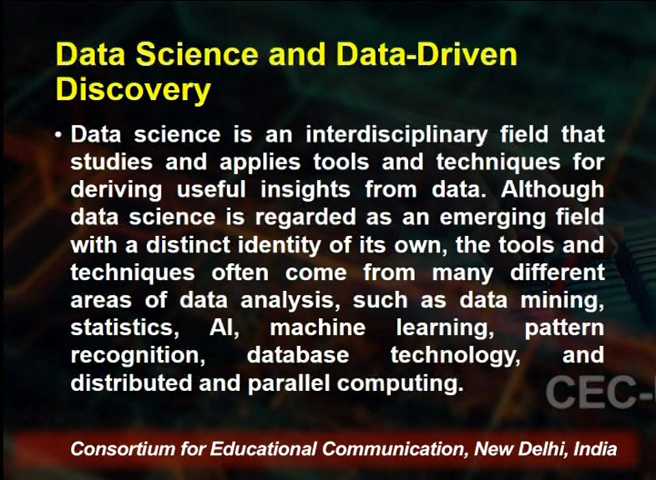 Data Science and Data-Driven
Discovery
• Data science is an interdisciplinary field that
studies and applies tools and techniques for
deriving useful insights from data. Although
data science is regarded as an emerging field
with a distinct identity of its own, the tools and
techniques often come from many different
areas of data analysis, such as data mining,
statistics, AI, machine learning, pattern
recognition, database technology, and
distributed and parallel computing.
CEC-
Consortium for Educational Communication, New Delhi, India